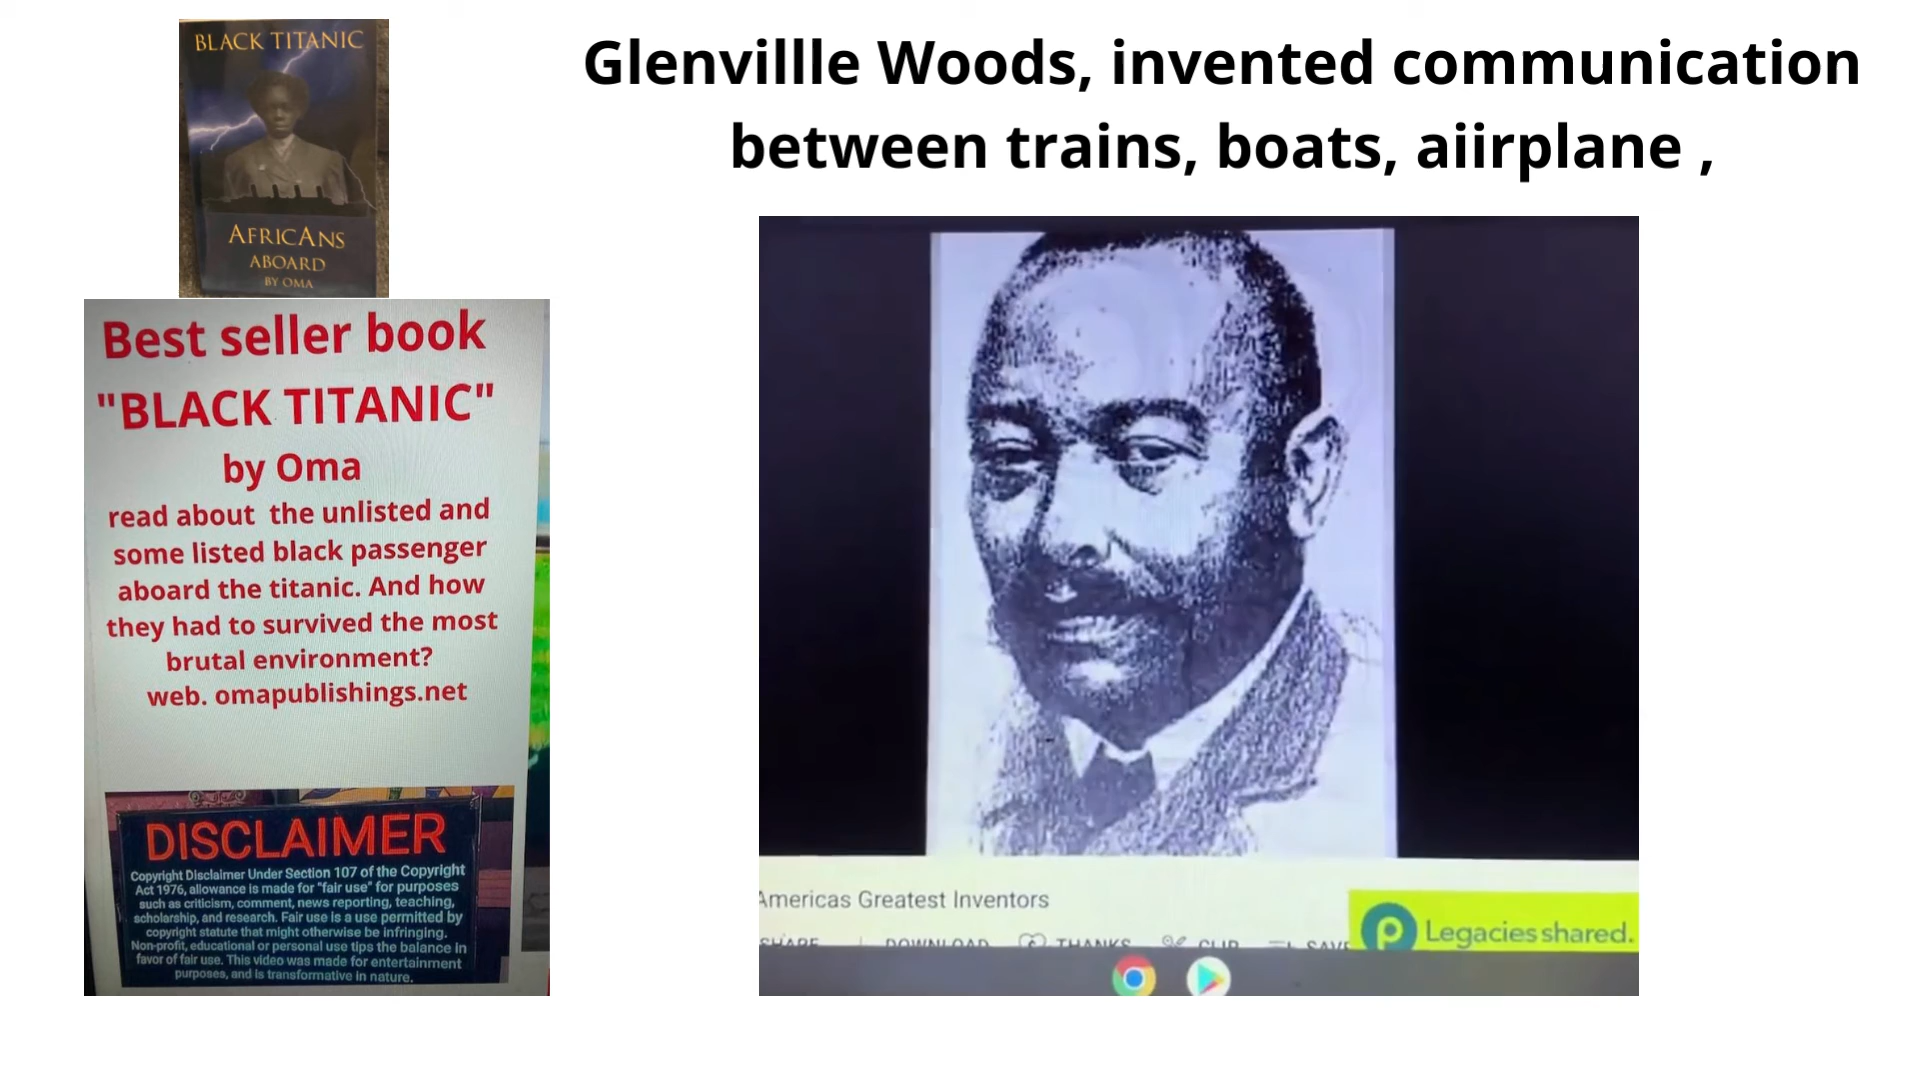 BLACK TITANIC
AFRICANS
ABOARD
BY OMA
Glenvillle Woods, invented communication
between trains, boats, aiirplane ,
Best seller book
"BLACK TITANIC"
by Oma
read about the unlisted and
some listed black passenger
aboard the titanic. And how
they had to survived the most
brutal environment?
web. omapublishings.net
DISCLAIMER
Copyright Disclaimer Under Section 107 of the Copyright
Act 1976, allowance is made for "fair use" for purposes
such as criticism, comment, news reporting, teaching,
scholarship, and research. Fair use is a use permitted by
copyright statute that might otherwise be infringing.
Non-profit, educational or personal use tips the balance in
favor of fair use. This video was made for entertainment
purposes, and is transformative in nature.
Americas Greatest Inventors
SHARE DOWNLOAD THANKS CLIP SAVE
Legacies shared.